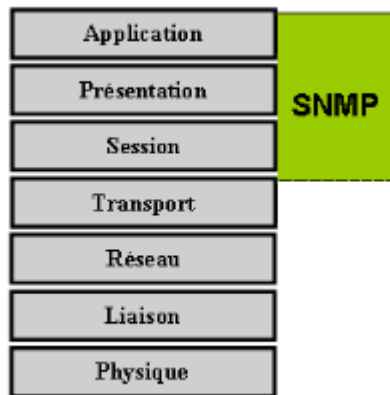 Application
Présentation
SNMP
Session
Transport
Réseau
Liaison
Physique